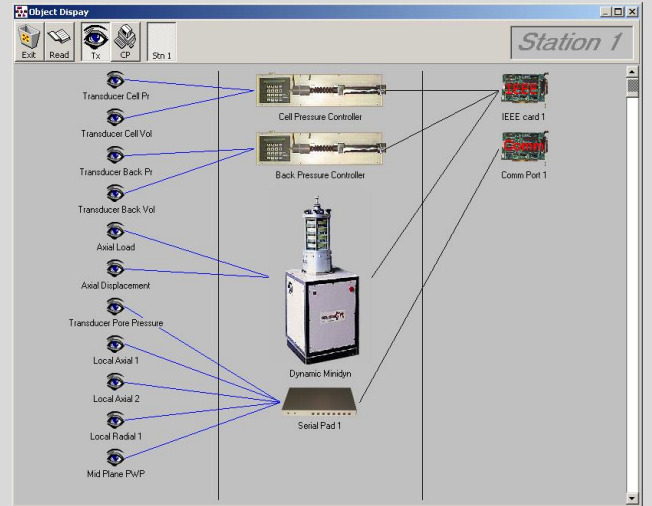 Object Dispay
Exit
Read
Tx
CP
Stn 1
Station 1
Transducer Cell Pr
Transducer Cell Vol
Transducer Back Pr
Transducer Back Vol
Axial Load
Axial Displacement
Transducer Pore Pressure
Local Axial 1
Local Axial 2
Local Radial 1
Mid Plane PWP
Cell Pressure Controller
Back Pressure Controller
Dynamic Minidyn
Serial Pad 1
IEEE
IEEE card 1
Comm
Comm Port 1